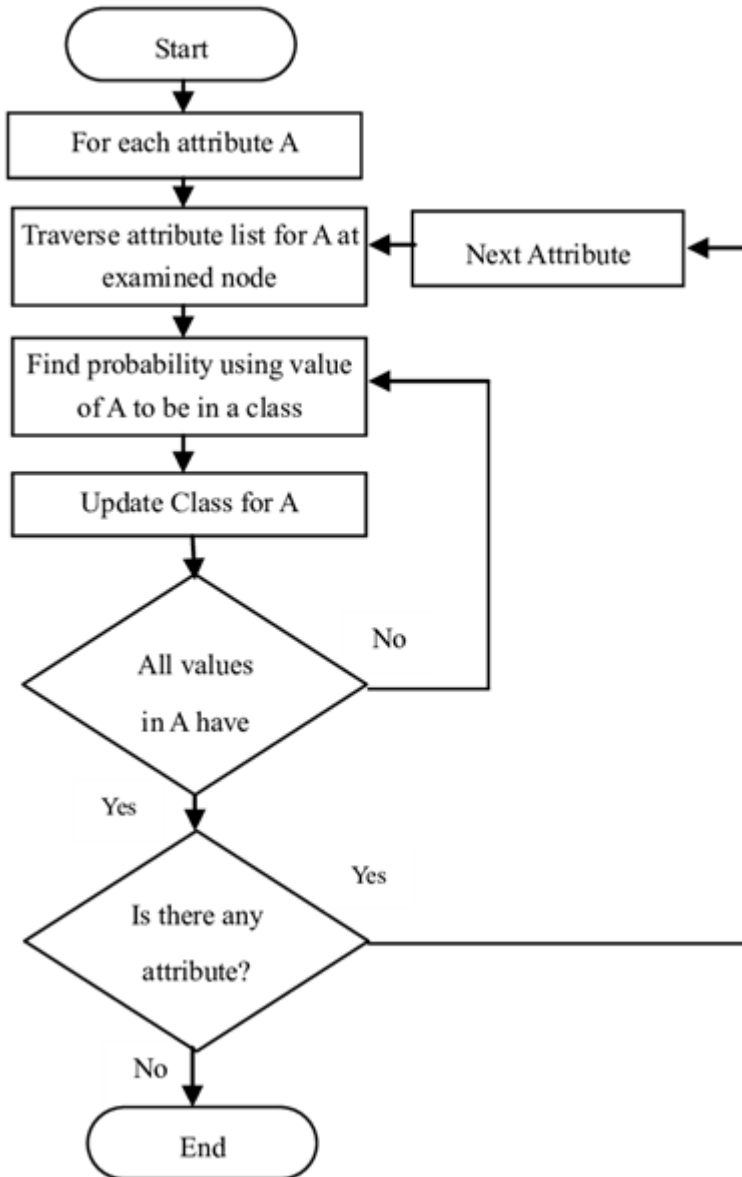 Start
For each attribute A
Traverse attribute list for A at
examined node
Next Attribute
Find probability using value
of A to be in a class
Update Class for A
No
All values
in A have
Yes
Yes
Is there any
attribute?
No
End